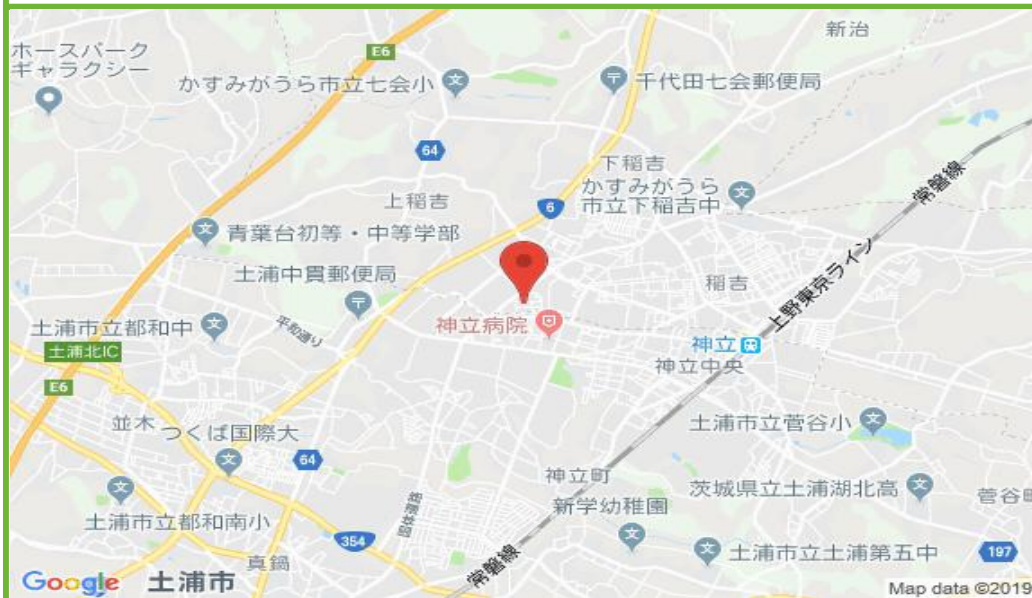 新治
ホースパーク
ギャラクシー
E6
かすみがうら市立七会小
千代田七会郵便局
64
下稲吉
かすみがうら
市立下稲吉中
常磐線
上稲吉
6
青葉台初等・中等学部
土浦中貫郵便局
稲吉
上野東京ライン
土浦市立都和中
平和通り
神立病院
神立
土浦北IC
神立中央
E6
並木
つくば国際大
土浦市立菅谷小
64
神立町
茨城県立土浦湖北高
菅谷町
新学幼稚園
土浦市立都和南小
354
土浦市立土浦第五中
197
真鍋
常磐線
Google
土浦市
Map data ©2019